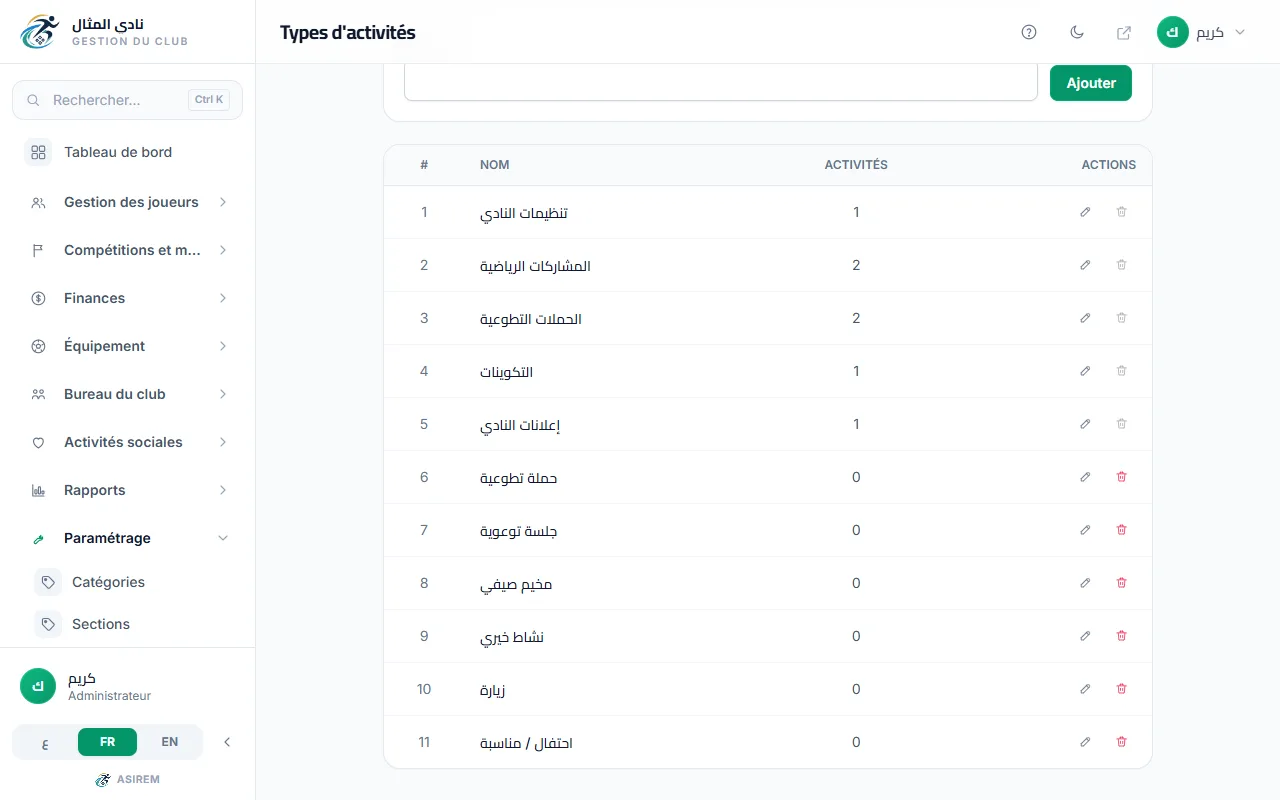 نادي المثال
GESTION DU CLUB
Rechercher...
Ctrl K
Tableau de bord
Gestion des joueurs
Compétitions et m...
Finances
Équipement
Bureau du club
Activités sociales
Rapports
Paramétrage
Catégories
Sections
ك
كريم
Administrateur
ع
FR
EN
ASIREM
Types d'activités
ك
كريم
Ajouter
# NOM ACTIVITÉS ACTIONS
1 تنظيمات النادي 1
2 المشاركات الرياضية 2
3 الحملات التطوعية 2
4 التكوينات 1
5 إعلانات النادي 1
6 حملة تطوعية 0
7 جلسة توعوية 0
8 مخيم صيفي 0
9 نشاط خيري 0
10 زيارة 0
11 احتفال / مناسبة 0